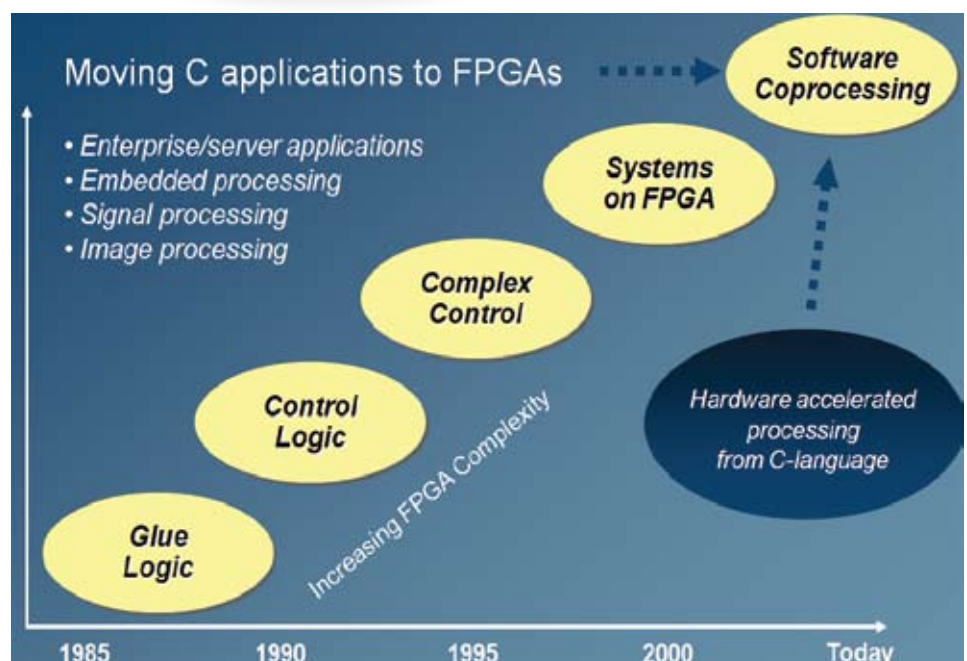 Moving C applications to FPGAs
• Enterprise/server applications
• Embedded processing
• Signal processing
• Image processing
Software
Coprocessing
Systems
on FPGA
Complex
Control
Control
Logic
Glue
Logic
Increasing FPGA Complexity
Hardware accelerated
processing
from C-language
1985 1990 1995 2000 Today